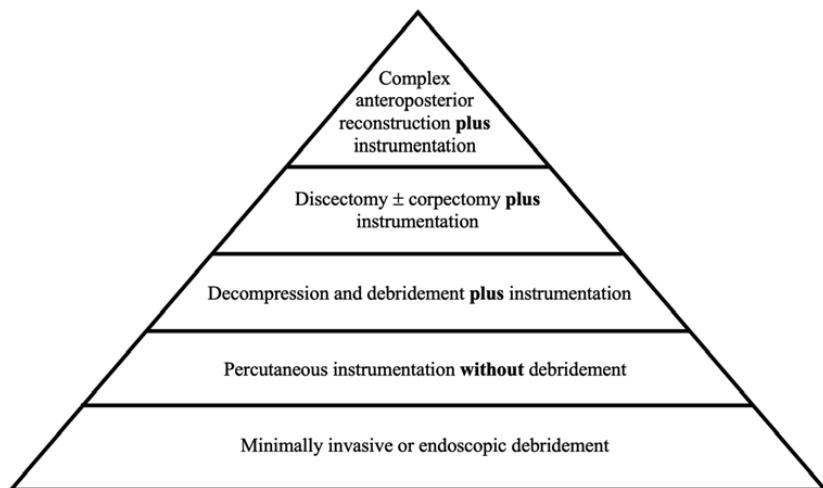 Complex
anteroposterior
reconstruction plus
instrumentation
Discectomy ± corpectomy plus
instrumentation
Decompression and debridement plus instrumentation
Percutaneous instrumentation without debridement
Minimally invasive or endoscopic debridement